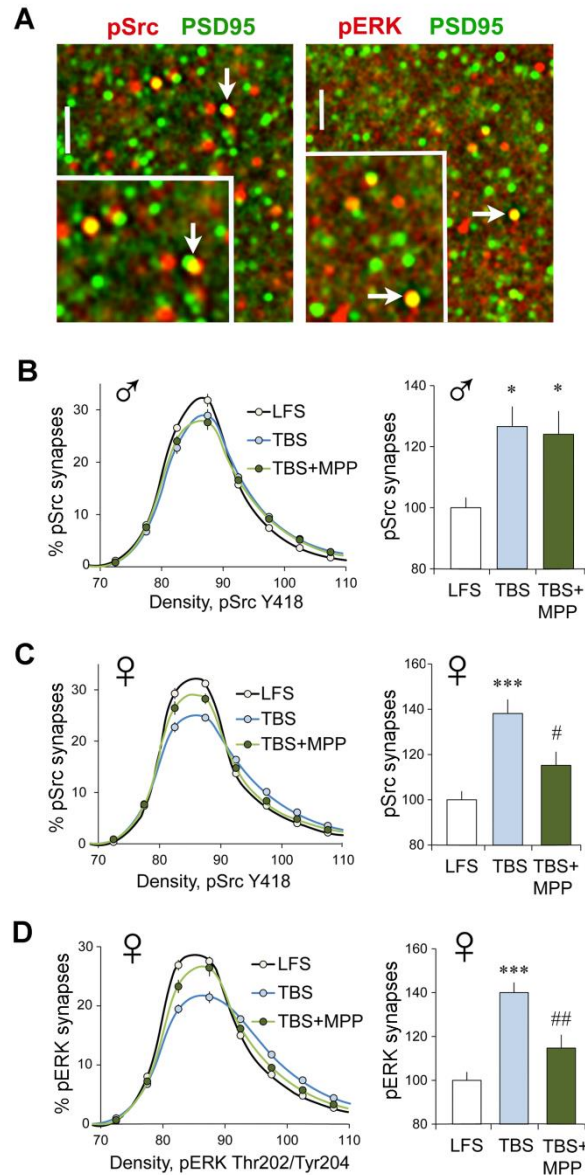 A
pSrc PSD95
pERK PSD95
B
♂
% pSrc synapses
30
20
10
0
70 80 90 100 110
Density, pSrc Y418
LFS
TBS
TBS+MPP
♂
pSrc synapses
140
120
100
80
* *
LFS TBS TBS+
MPP
C
♀
% pSrc synapses
30
20
10
0
70 80 90 100 110
Density, pSrc Y418
LFS
TBS
TBS+MPP
♀
pSrc synapses
160
140
120
100
80
*** #
LFS TBS TBS+
MPP
D
♀
% pERK synapses
30
20
10
0
70 80 90 100 110
Density, pERK Thr202/Tyr204
LFS
TBS
TBS+MPP
♀
pERK synapses
160
140
120
100
80
*** ##
LFS TBS TBS+
MPP